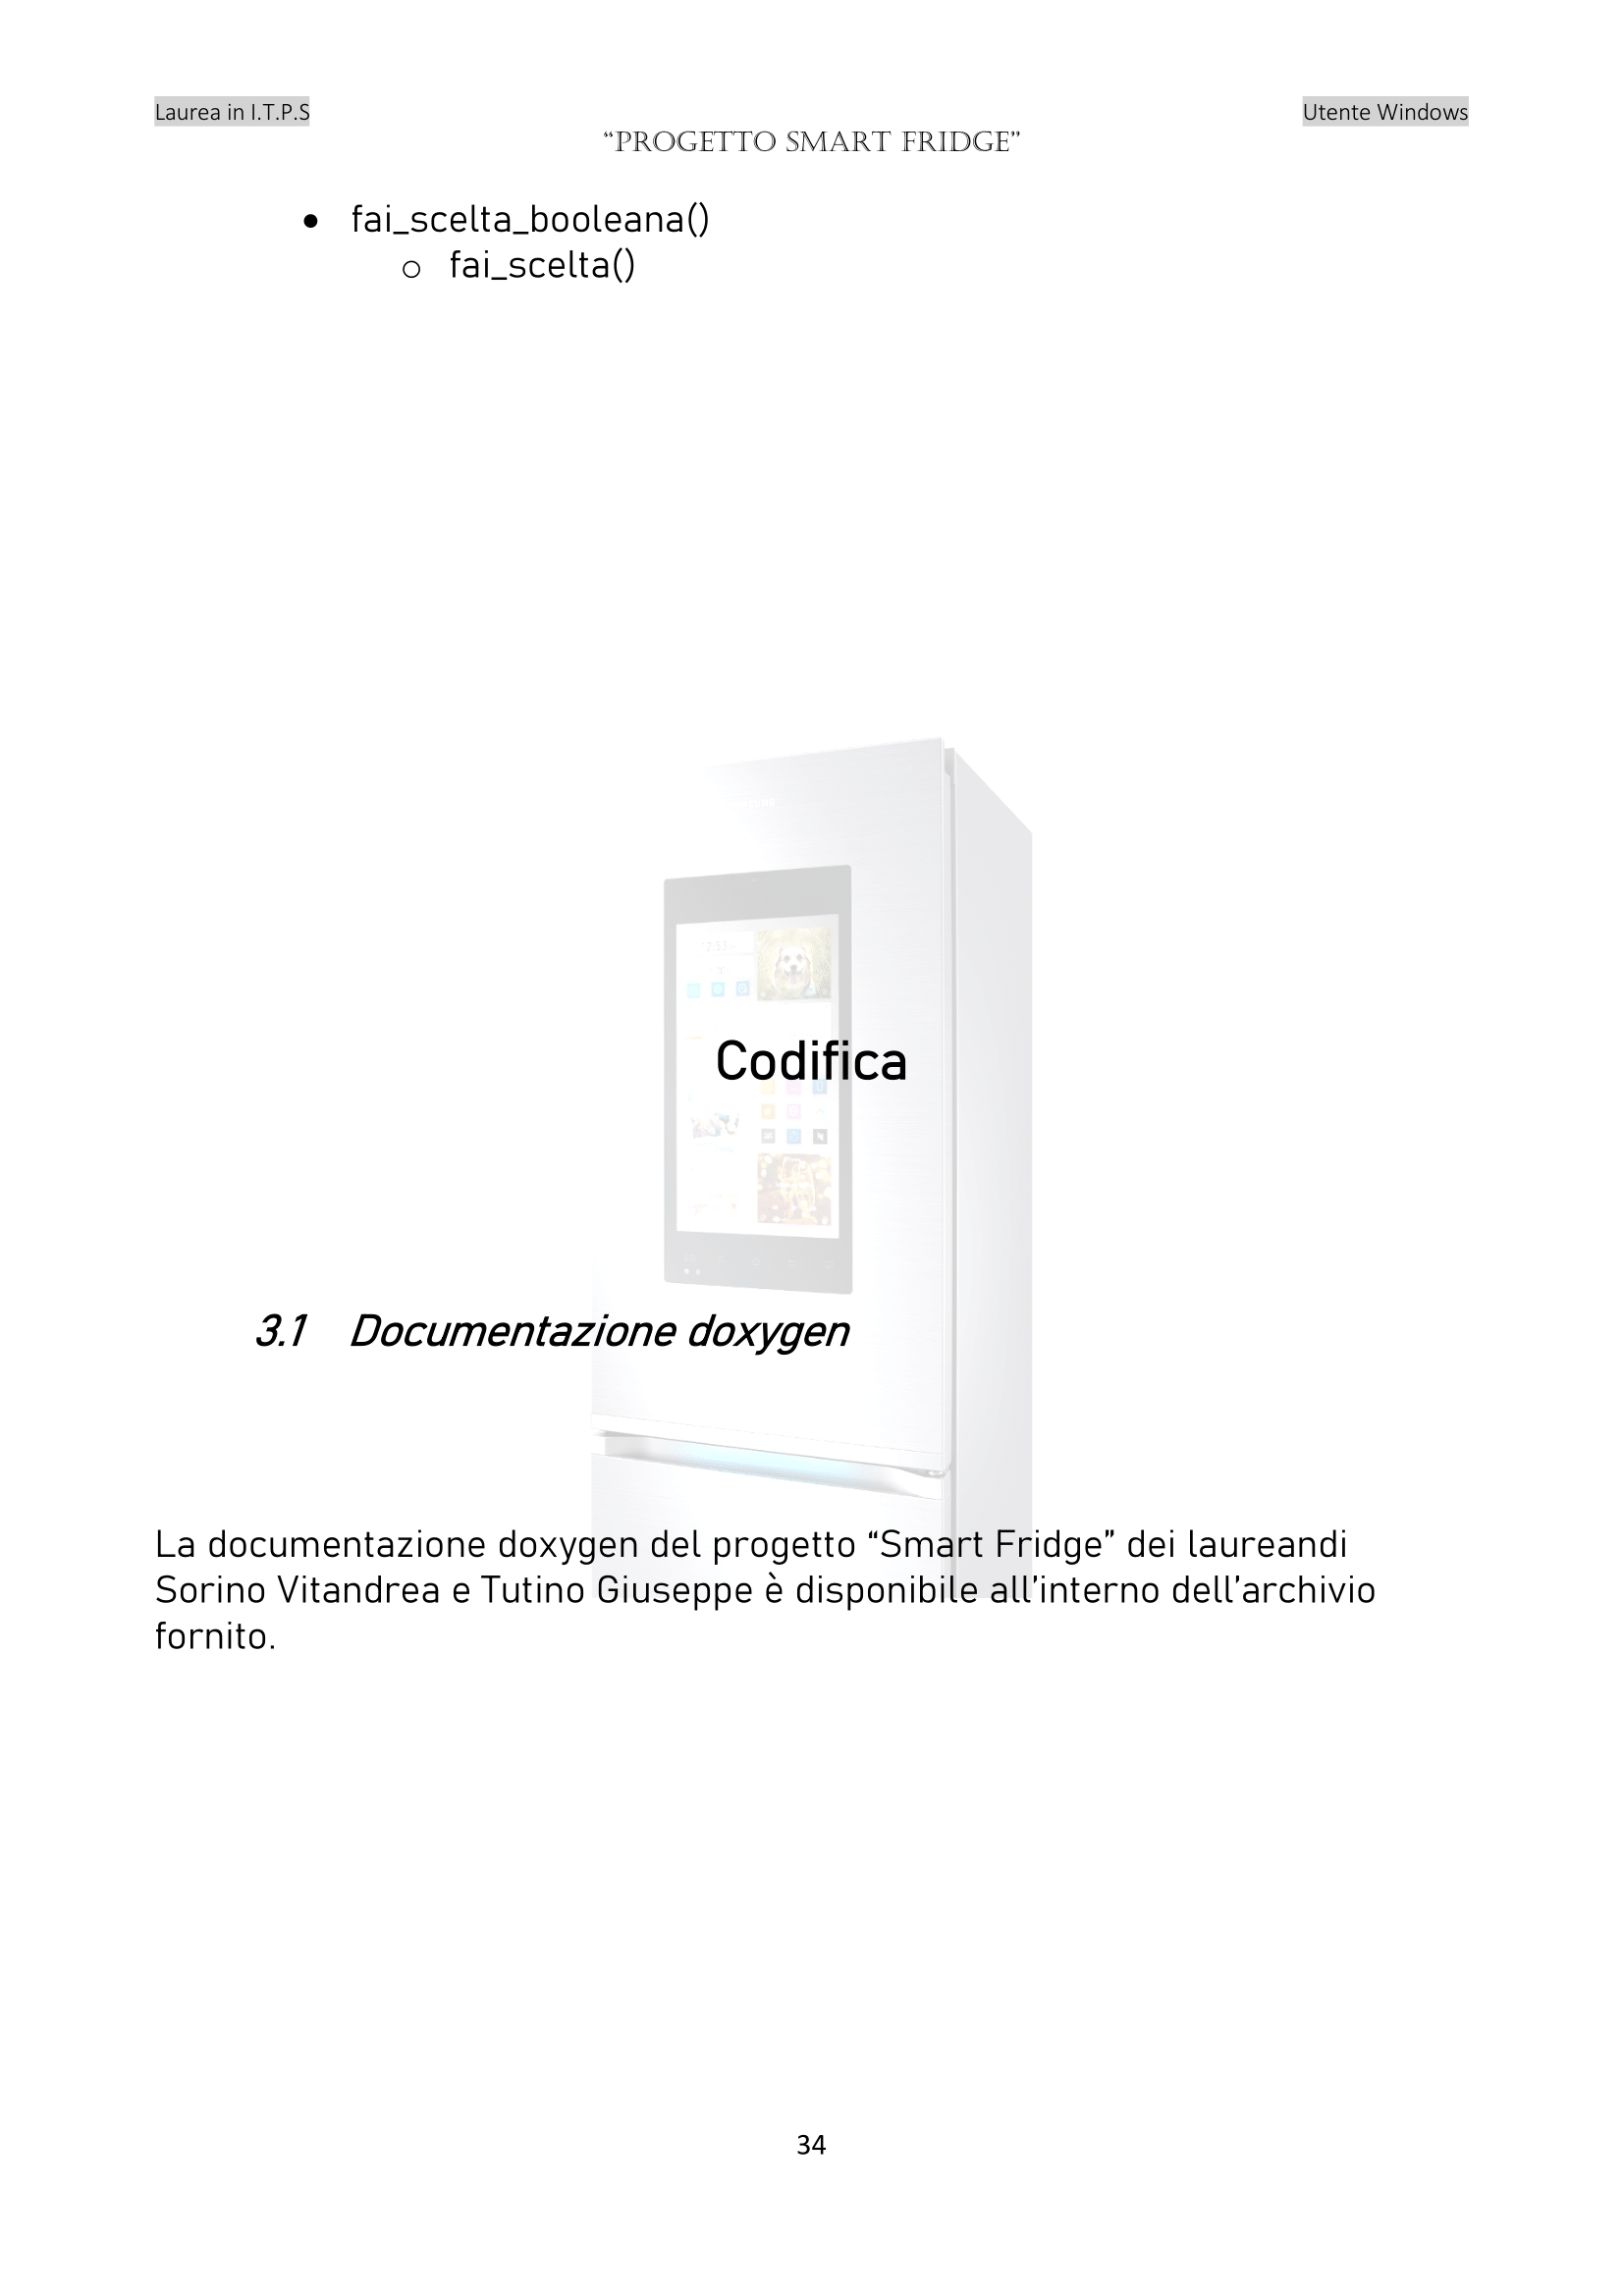 Laurea in I.T.P.S
Utente Windows
“PROGETTO SMART FRIDGE”
• fai_scelta_booleana()
o fai_scelta()
Codifica
3.1 Documentazione doxygen
La documentazione doxygen del progetto “Smart Fridge” dei laureandi
Sorino Vitandrea e Tutino Giuseppe è disponibile all’interno dell’archivio
fornito.
34